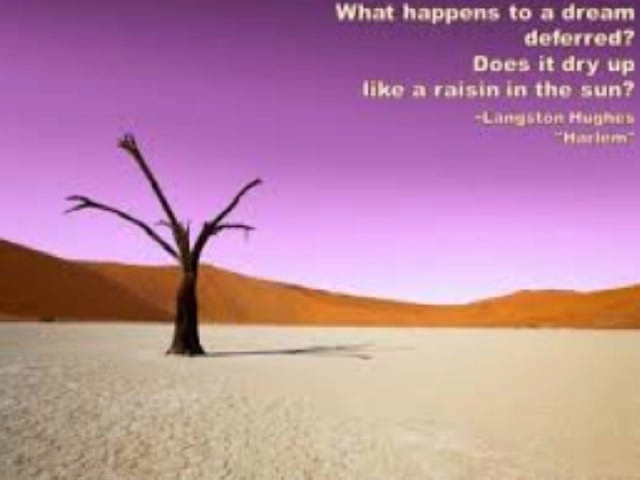 What happens to a dream
deferred?
Does it dry up
like a raisin in the sun?
~Langston Hughes
"Harlem"